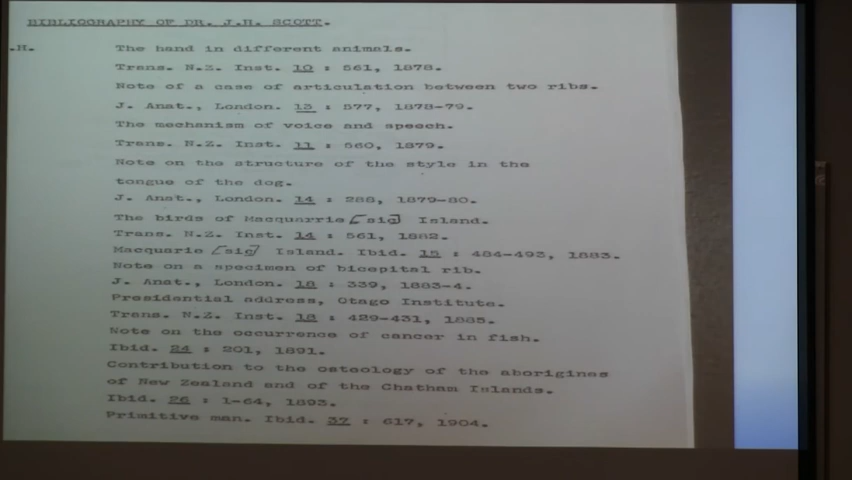 BIBLIOGRAPHY OF DR. J.H. SCOTT.
.H. The hand in different animals.
Trans. N.Z. Inst. 10 : 561, 1878.
Note of a case of articulation between two ribs.
J. Anat., London. 13 : 577, 1878-79.
The mechanism of voice and speech.
Trans. N.Z. Inst. 11 : 560, 1879.
Note on the structure of the style in the
tongue of the dog.
J. Anat., London. 14 : 288, 1879-80.
The birds of Macquarrie [sic] Island.
Trans. N.Z. Inst. 14 : 561, 1882.
Macquarie [sic] Island. Ibid. 15 : 484-493, 1883.
Note on a specimen of bicepital rib.
J. Anat., London. 18 : 339, 1883-4.
Presidential address, Otago Institute.
Trans. N.Z. Inst. 18 : 429-431, 1885.
Note on the occurrence of cancer in fish.
Ibid. 24 : 201, 1891.
Contribution to the osteology of the aborigines
of New Zealand and of the Chatham Islands.
Ibid. 26 : 1-64, 1893.
Primitive man. Ibid. 37 : 617, 1904.